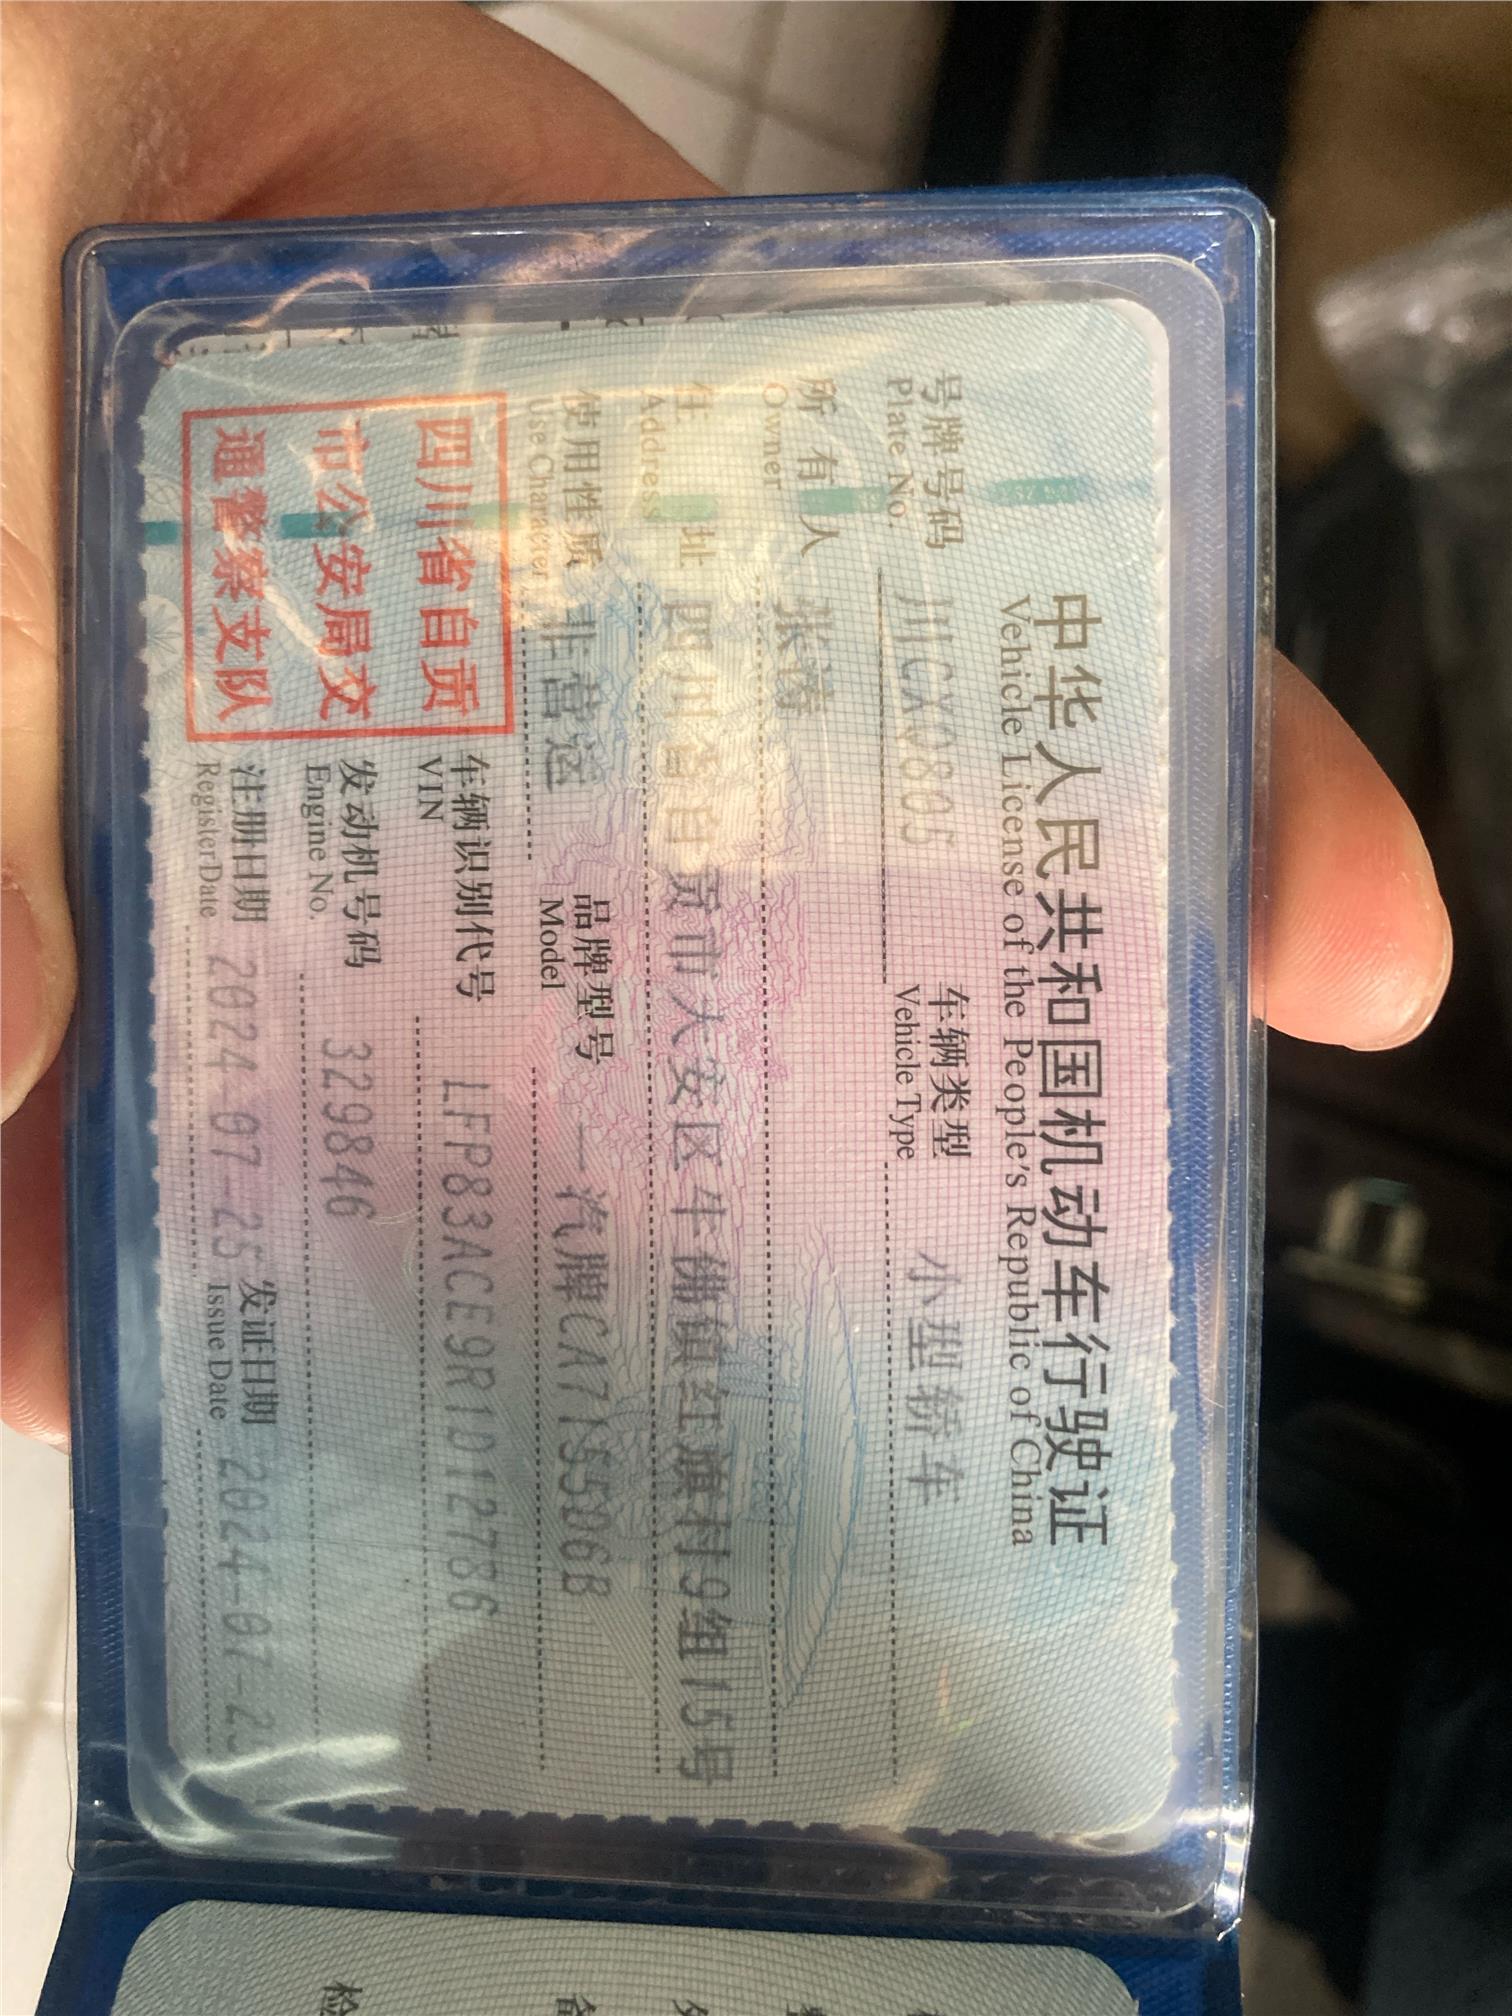 中华人民共和国机动车行驶证
Vehicle License of the People's Republic of China
号牌号码 川CXQ805 车辆类型 小型轿车
Plate No. Vehicle Type
所有人 张涛
Owner
住址 四川省自贡市大安区牛佛镇红旗村9组15号
Address
使用性质 非营运 品牌型号 一汽牌CA7155D6B
Use Character Model
四川省自贡
市公安局交
通警察支队
车辆识别代号 LFP83ACE9R1D12786
VIN
发动机号码 329846
Engine No.
注册日期 2024-07-25 发证日期 2024-07-2
Register Date Issue Date
检